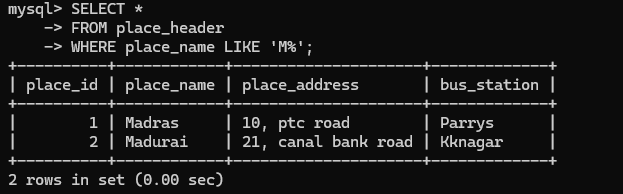 mysql> SELECT *
    -> FROM place_header
    -> WHERE place_name LIKE 'M%';
+----------+------------+--------------------+-------------+
| place_id | place_name | place_address      | bus_station |
+----------+------------+--------------------+-------------+
|        1 | Madras     | 10, ptc road       | Parrys      |
|        2 | Madurai    | 21, canal bank road | Kknagar     |
+----------+------------+--------------------+-------------+
2 rows in set (0.00 sec)